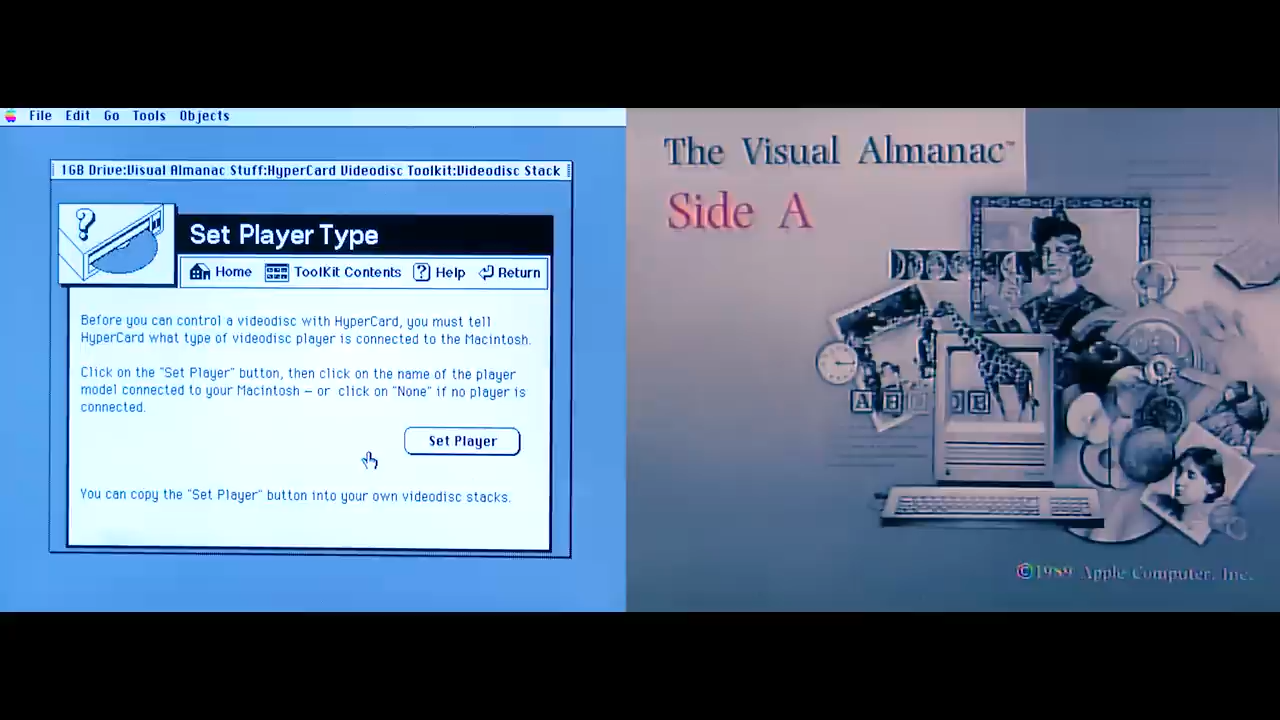 File Edit Go Tools Objects
1GB Drive:Visual Almanac Stuff:HyperCard Videodisc Toolkit:Videodisc Stack
?
Set Player Type
Home ToolKit Contents ? Help Return
Before you can control a videodisc with HyperCard, you must tell
HyperCard what type of videodisc player is connected to the Macintosh.
Click on the "Set Player" button, then click on the name of the player
model connected to your Macintosh – or click on "None" if no player is
connected.
Set Player
You can copy the "Set Player" button into your own videodisc stacks.
The Visual Almanac™
Side A
©1989 Apple Computer, Inc.